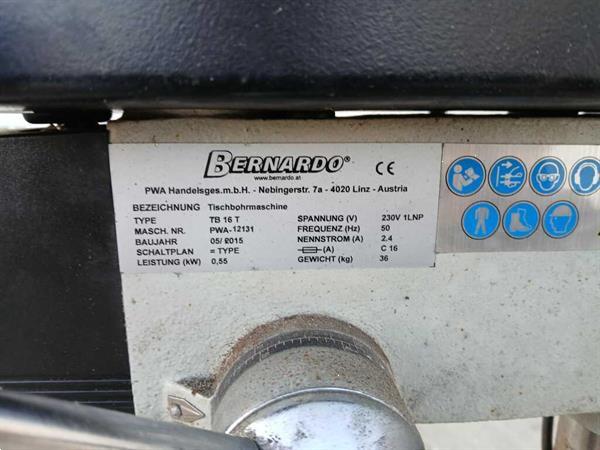 BERNARDO®
www.bernardo.at
CE
PWA Handelsges.m.b.H. - Nebingerstr. 7a - 4020 Linz - Austria
BEZEICHNUNG Tischbohrmaschine
TYPE TB 16 T SPANNUNG (V) 230V 1LNP
MASCH. NR. PWA-12131 FREQUENZ (Hz) 50
BAUJAHR 05/2015 NENNSTROM (A) 2.4
SCHALTPLAN = TYPE (A) C 16
LEISTUNG (kW) 0,55 GEWICHT (kg) 36